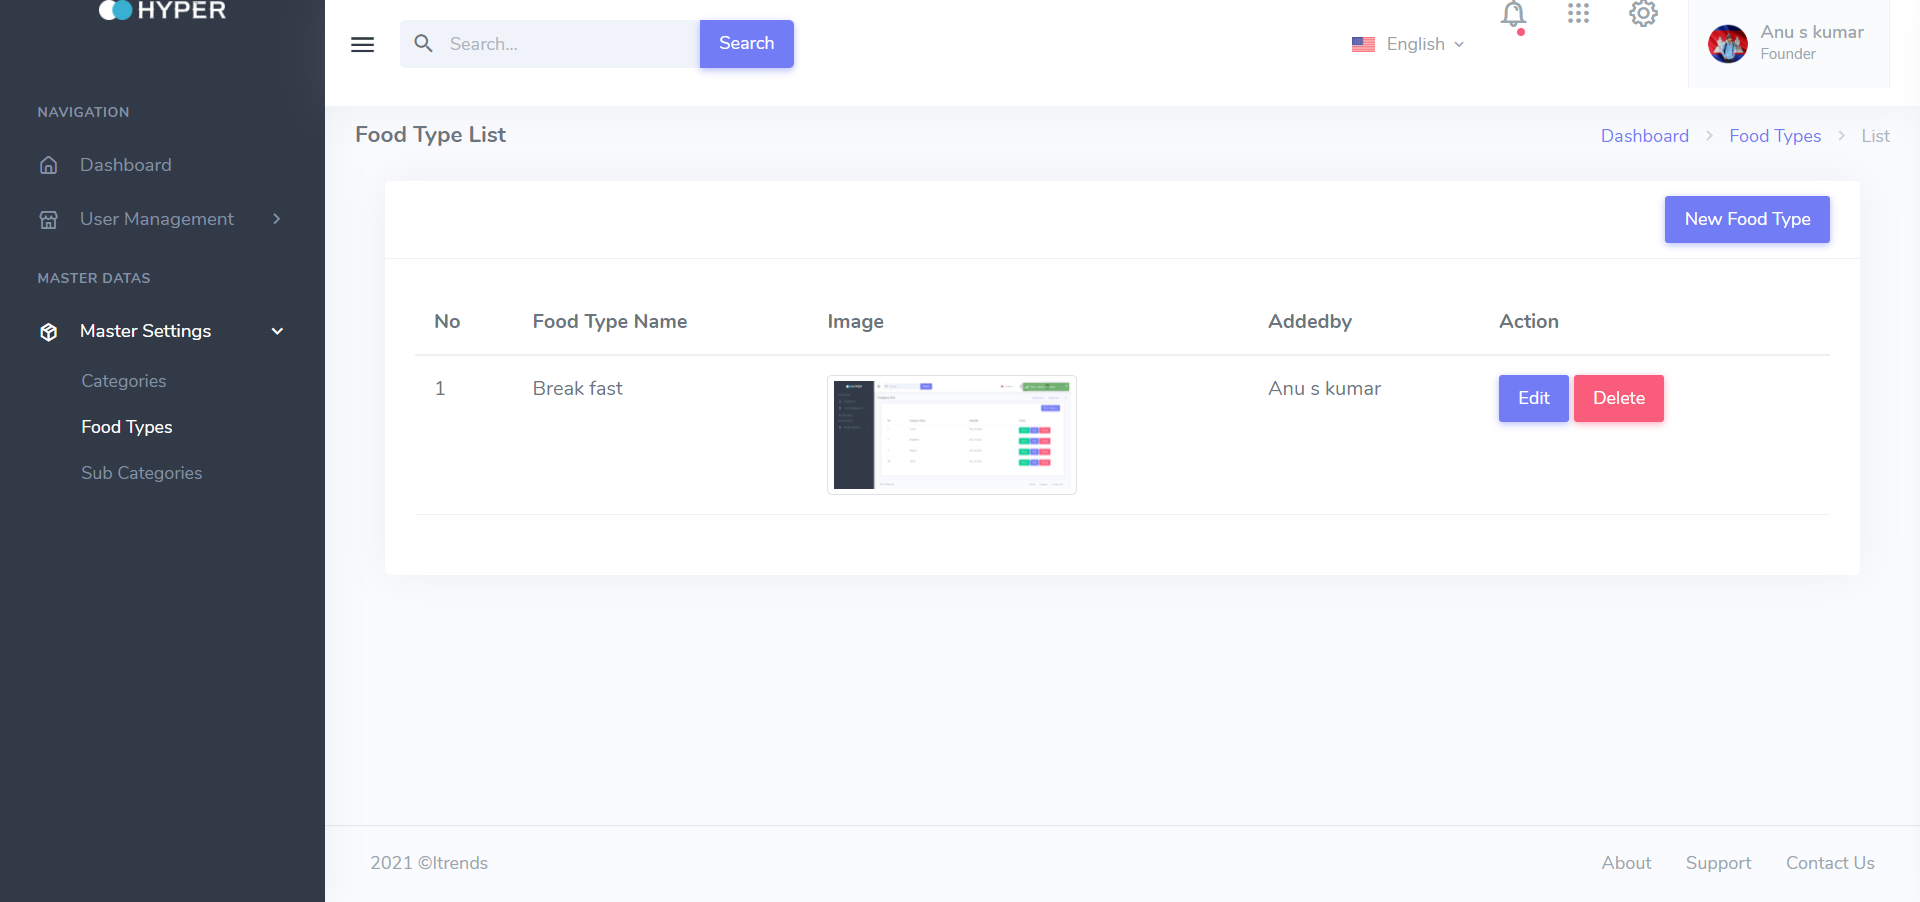 HYPER
NAVIGATION
Dashboard
User Management
MASTER DATAS
Master Settings
Categories
Food Types
Sub Categories
Search...
Search
English
Anu s kumar
Founder
Food Type List
Dashboard > Food Types > List
New Food Type
No Food Type Name Image Addedby Action
1 Break fast Anu s kumar Edit Delete
2021 ©Itrends
About Support Contact Us